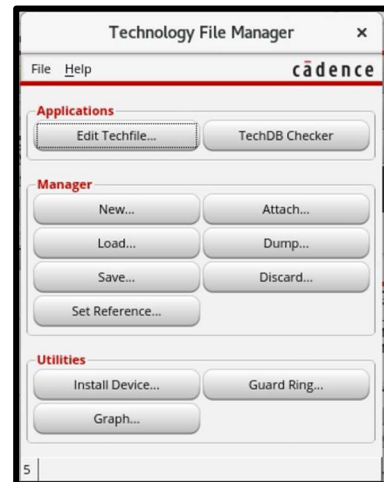 Technology File Manager ×
File Help cādence
Applications
Edit Techfile... TechDB Checker
Manager
New... Attach...
Load... Dump...
Save... Discard...
Set Reference...
Utilities
Install Device... Guard Ring...
Graph...
5